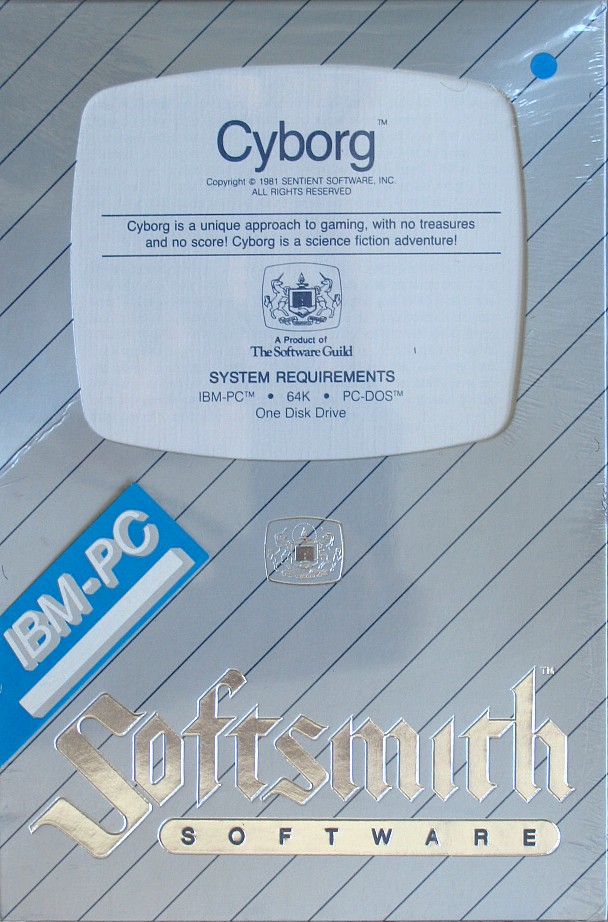 Cyborg™
Copyright © 1981 SENTIENT SOFTWARE, INC.
ALL RIGHTS RESERVED
Cyborg is a unique approach to gaming, with no treasures
and no score! Cyborg is a science fiction adventure!
A Product of
The Software Guild
SYSTEM REQUIREMENTS
IBM-PC™ • 64K • PC-DOS™
One Disk Drive
IBM-PC
Softsmith™
SOFTWARE